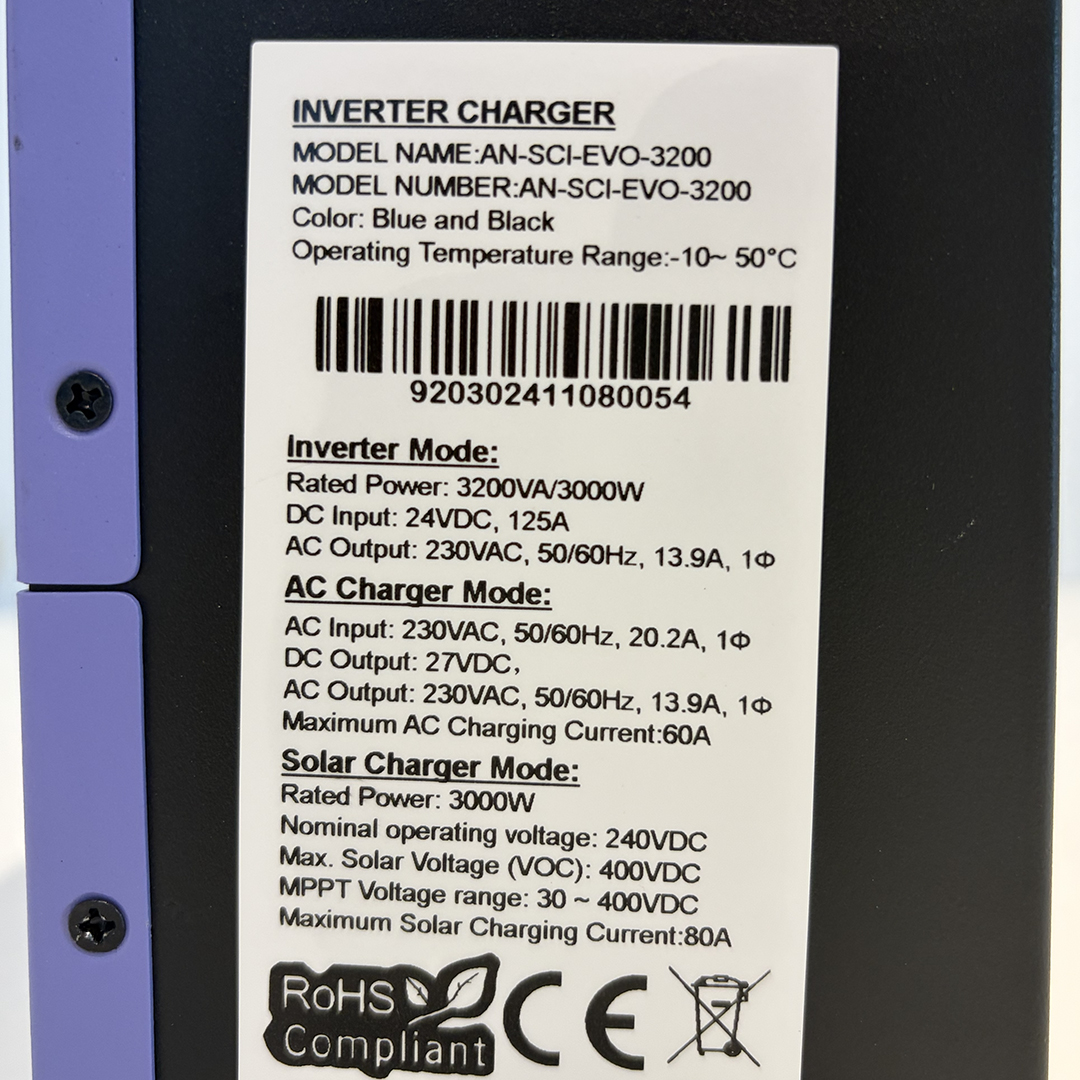 INVERTER CHARGER
MODEL NAME:AN-SCI-EVO-3200
MODEL NUMBER:AN-SCI-EVO-3200
Color: Blue and Black
Operating Temperature Range:-10~ 50°C
920302411080054
Inverter Mode:
Rated Power: 3200VA/3000W
DC Input: 24VDC, 125A
AC Output: 230VAC, 50/60Hz, 13.9A, 1Φ
AC Charger Mode:
AC Input: 230VAC, 50/60Hz, 20.2A, 1Φ
DC Output: 27VDC,
AC Output: 230VAC, 50/60Hz, 13.9A, 1Φ
Maximum AC Charging Current:60A
Solar Charger Mode:
Rated Power: 3000W
Nominal operating voltage: 240VDC
Max. Solar Voltage (VOC): 400VDC
MPPT Voltage range: 30 ~ 400VDC
Maximum Solar Charging Current:80A
RoHS
Compliant
CE